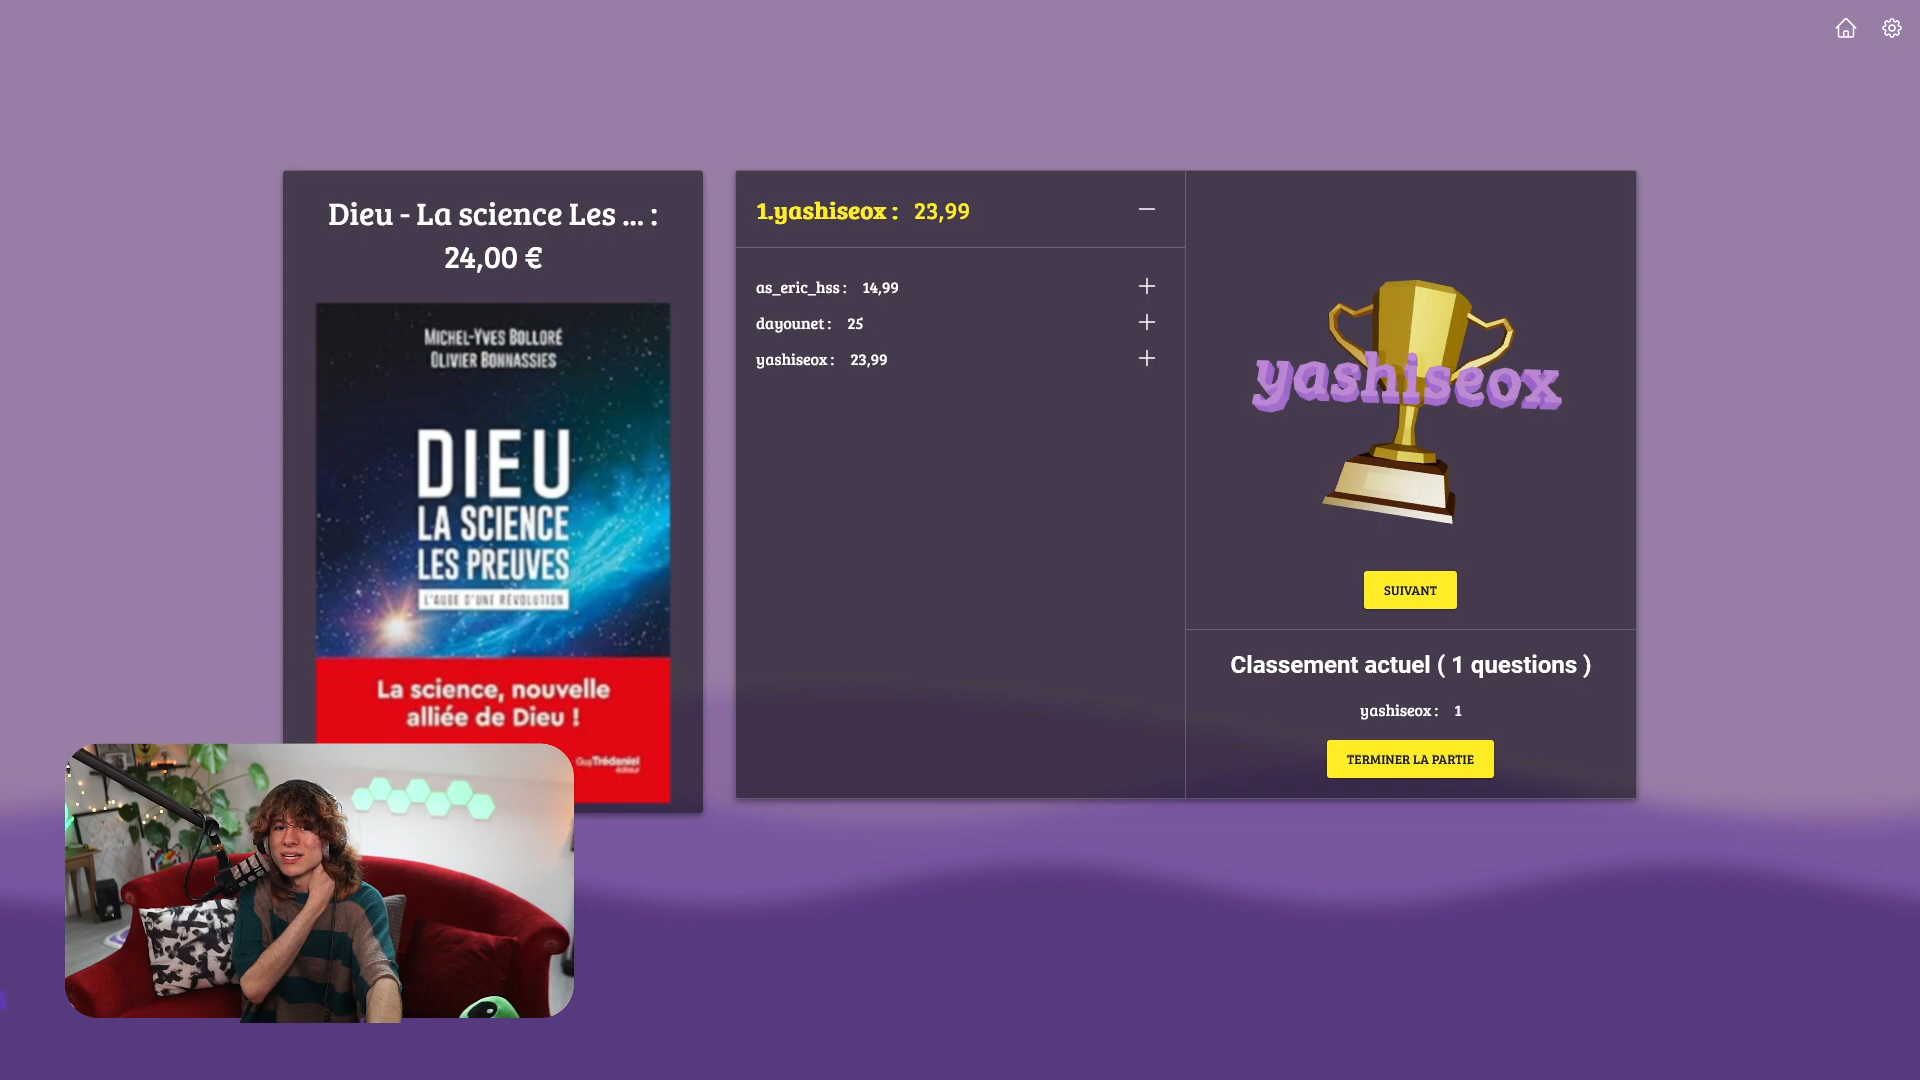 Dieu - La science Les ... :
24,00 €
MICHEL-YVES BOLLORÉ
OLIVIER BONNASSIES
DIEU
LA SCIENCE
LES PREUVES
L'AUBE D'UNE RÉVOLUTION
La science, nouvelle
alliée de Dieu !
GuyTrédaniel
éditeur
1.yashiseox : 23,99
as_eric_hss : 14,99
dayounet : 25
yashiseox : 23,99
yashiseox
SUIVANT
Classement actuel ( 1 questions )
yashiseox : 1
TERMINER LA PARTIE